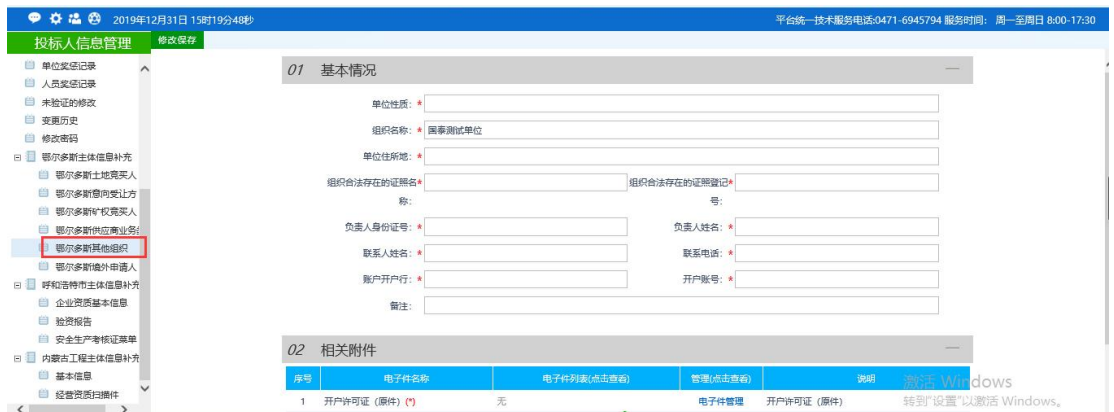 2019年12月31日 15时19分48秒
平台统一技术服务电话:0471-6945794 服务时间： 周一至周日 8:00-17:30
投标人信息管理
修改保存
单位奖惩记录
人员奖惩记录
未验证的修改
变更历史
修改密码
鄂尔多斯主体信息补充
鄂尔多斯土地竞买人
鄂尔多斯意向受让方
鄂尔多斯矿权竞买人
鄂尔多斯供应商业务
鄂尔多斯其他组织
鄂尔多斯境外申请人
呼和浩特市主体信息补充
企业资质基本信息
验资报告
安全生产考核证菜单
内蒙古工程主体信息补充
基本信息
经营资质扫描件
01 基本情况
单位性质：*
组织名称：* 国泰测试单位
单位住所地：*
组织合法存在的证照名* 组织合法存在的证照登记*
称： 号：
负责人身份证号：* 负责人姓名：*
联系人姓名：* 联系电话：*
账户开户行：* 开户账号：*
备注：
02 相关附件
序号 电子件名称 电子件列表(点击查看) 管理(点击查看) 说明
1 开户许可证（原件）(*) 无 电子件管理 开户许可证（原件）
激活 Windows
转到"设置"以激活 Windows。